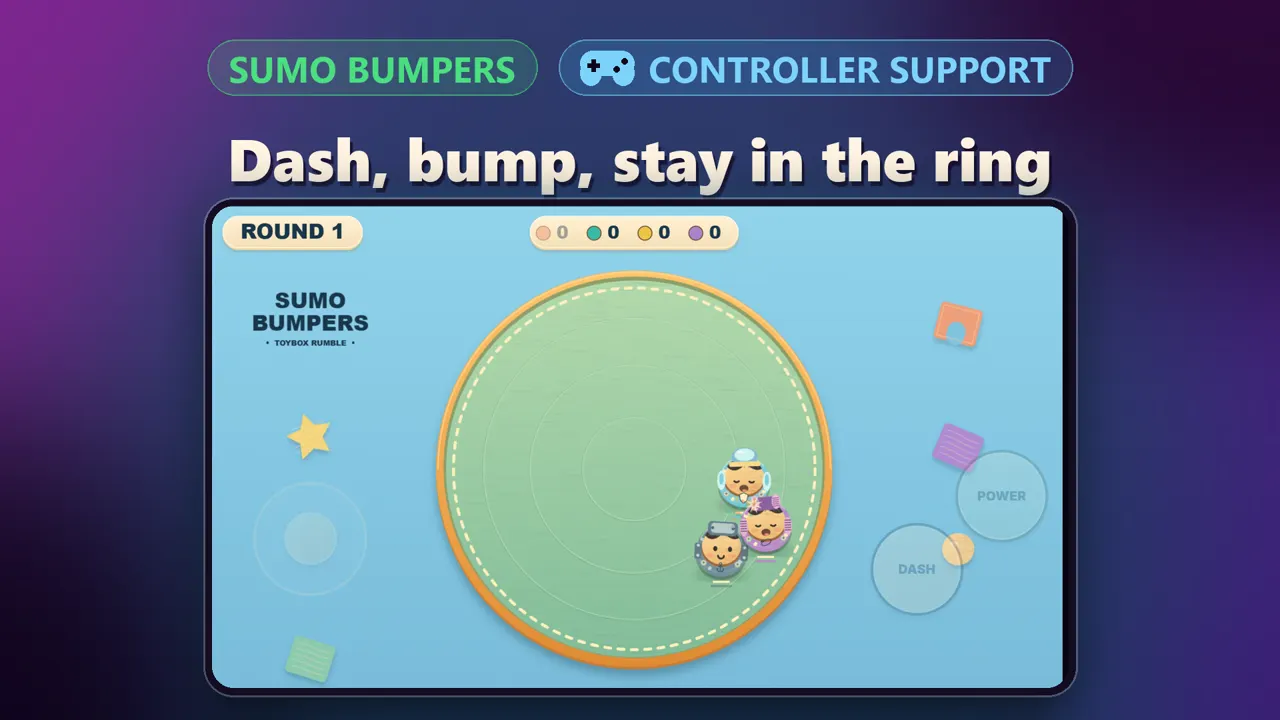 SUMO BUMPERS
CONTROLLER SUPPORT
Dash, bump, stay in the ring
ROUND 1
0 0 0 0
SUMO
BUMPERS
• TOYBOX RUMBLE •
POWER
DASH